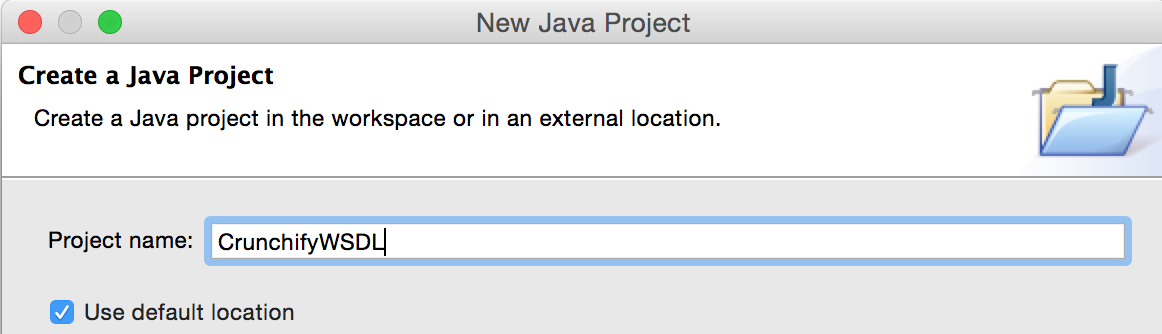 New Java Project
Create a Java Project
Create a Java project in the workspace or in an external location.
Project name: CrunchifyWSDL
Use default location